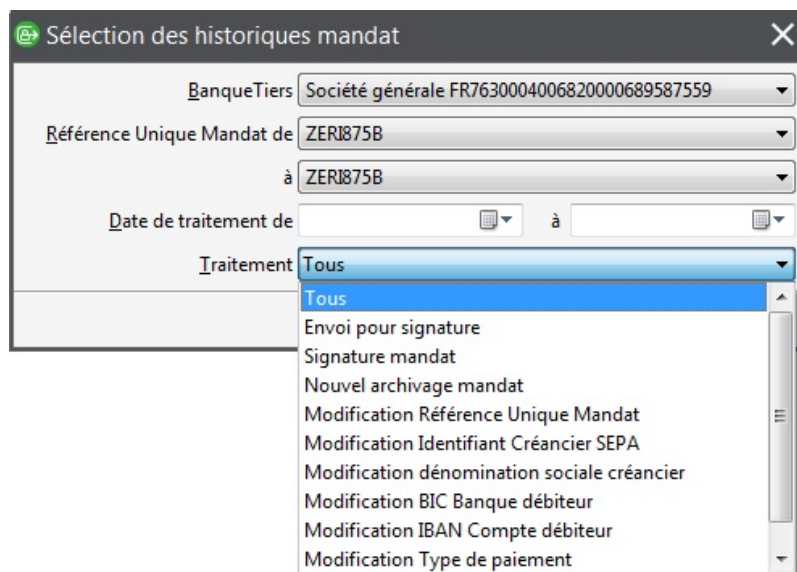 Sélection des historiques mandat
BanqueTiers Société générale FR7630004006820000689587559
Référence Unique Mandat de ZERI875B
à ZERI875B
Date de traitement de à
Traitement Tous
Tous
Envoi pour signature
Signature mandat
Nouvel archivage mandat
Modification Référence Unique Mandat
Modification Identifiant Créancier SEPA
Modification dénomination sociale créancier
Modification BIC Banque débiteur
Modification IBAN Compte débiteur
Modification Type de paiement